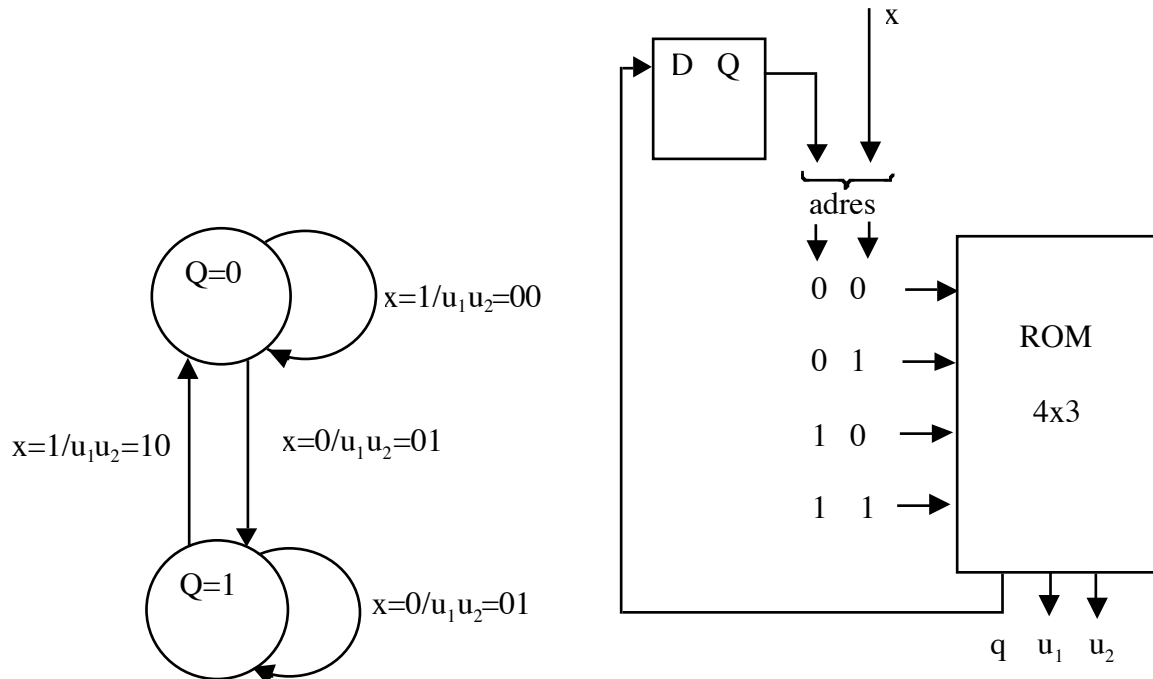 Q=0
x=1/u₁u₂=00
x=1/u₁u₂=10
x=0/u₁u₂=01
Q=1
x=0/u₁u₂=01
x
D Q
adres
0 0
0 1
1 0
1 1
ROM
4x3
q u₁ u₂